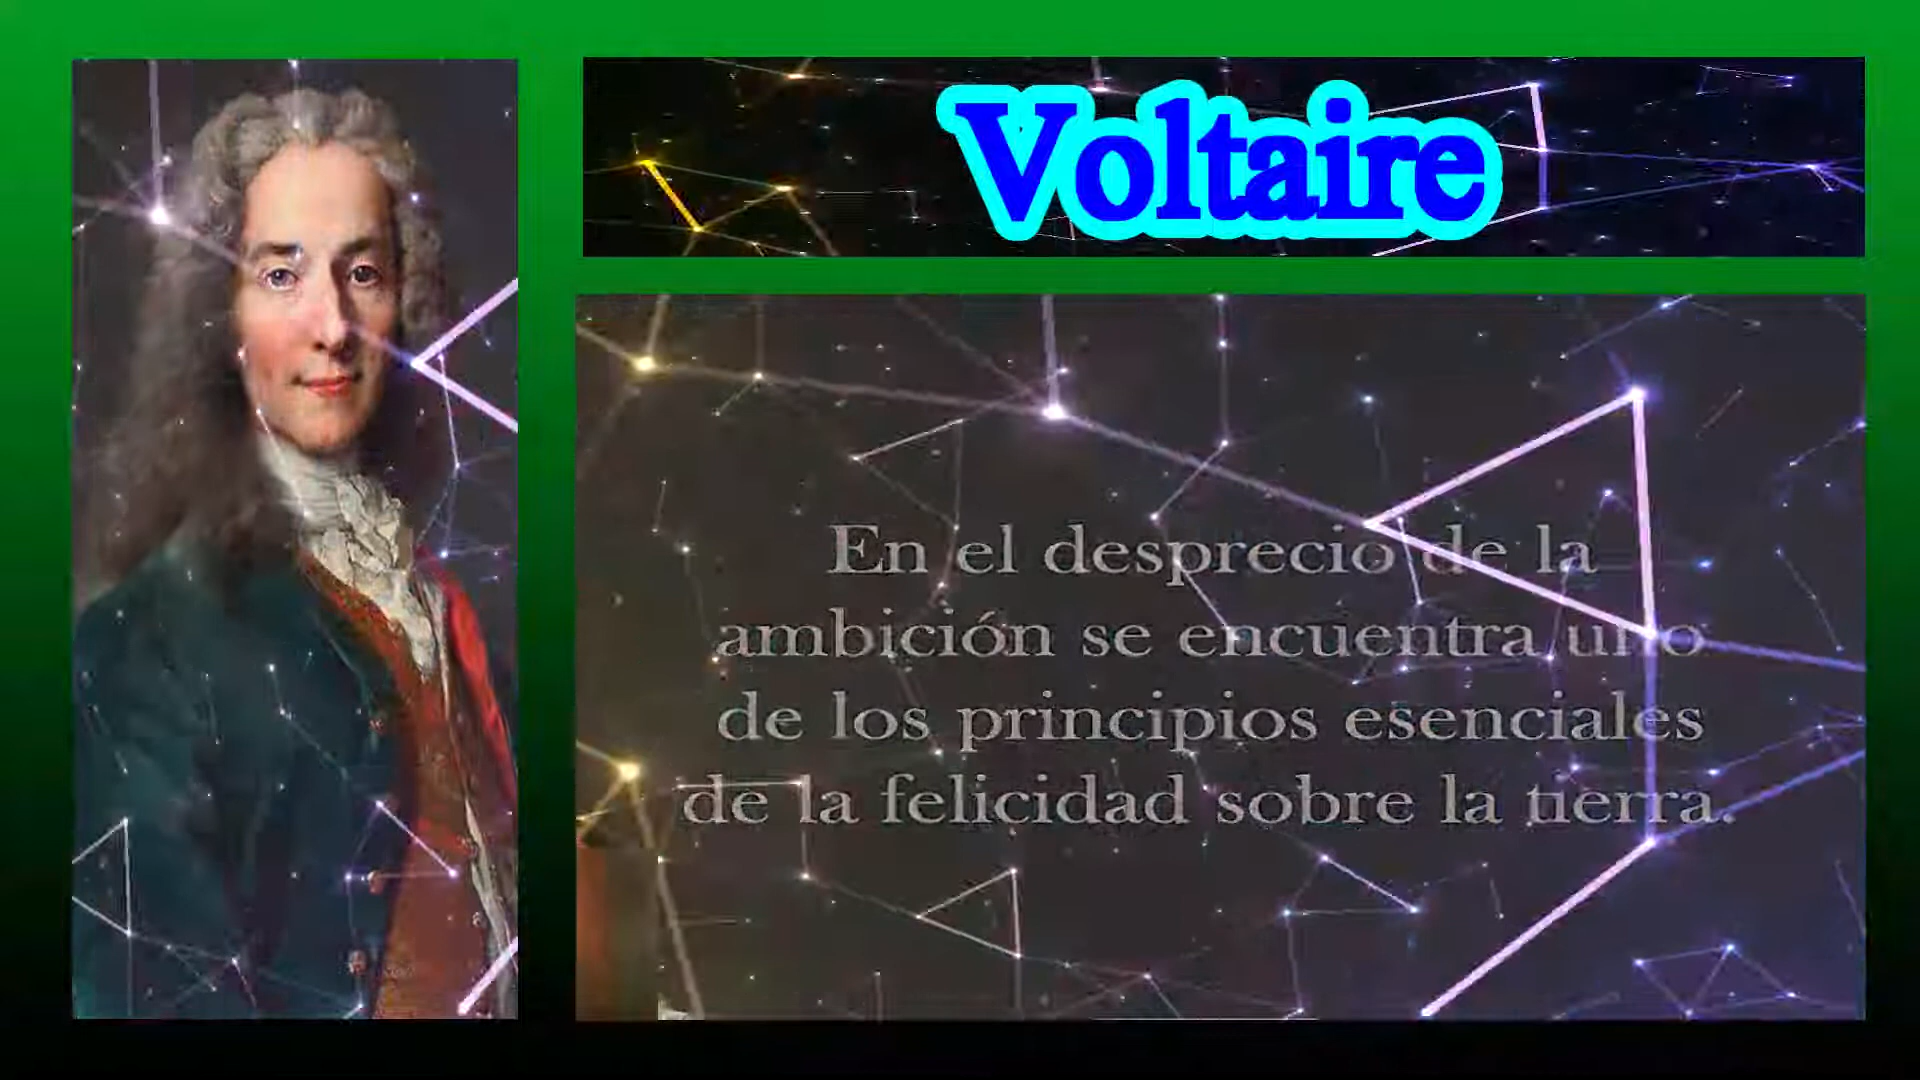 Voltaire
En el desprecio de la
ambición se encuentra uno
de los principios esenciales
de la felicidad sobre la tierra.